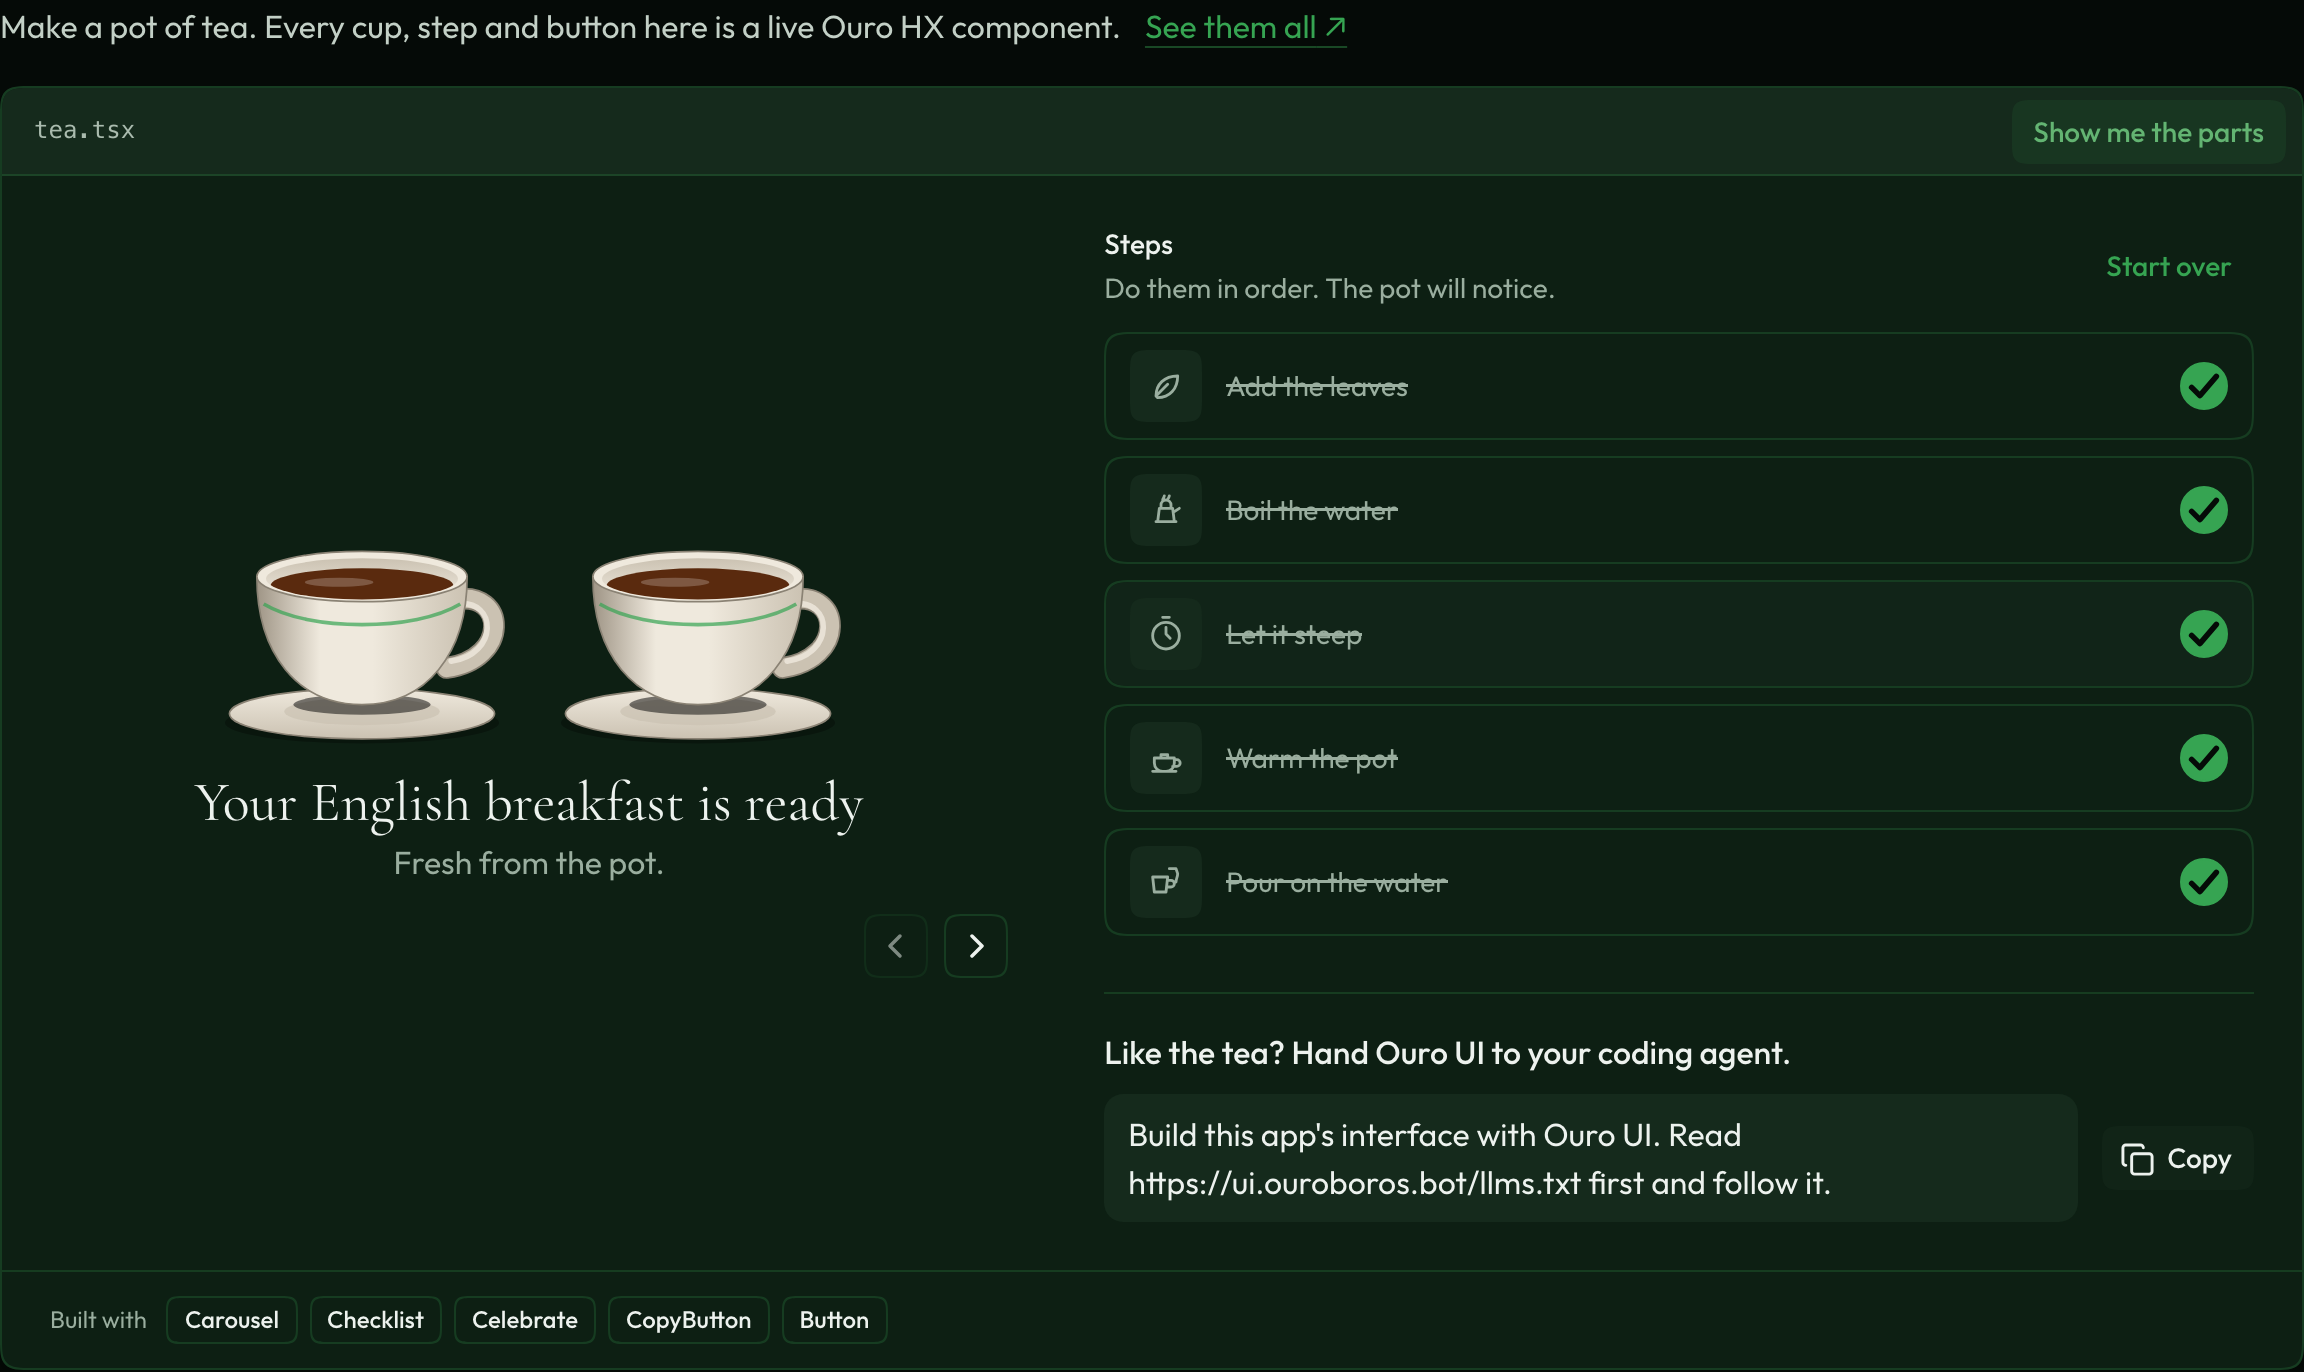 Make a pot of tea. Every cup, step and button here is a live Ouro HX component. See them all ↗
tea.tsx
Show me the parts
Your English breakfast is ready
Fresh from the pot.
Steps
Do them in order. The pot will notice.
Start over
Add the leaves
Boil the water
Let it steep
Warm the pot
Pour on the water
Like the tea? Hand Ouro UI to your coding agent.
Build this app's interface with Ouro UI. Read
https://ui.ouroboros.bot/llms.txt first and follow it.
Copy
Built with Carousel Checklist Celebrate CopyButton Button